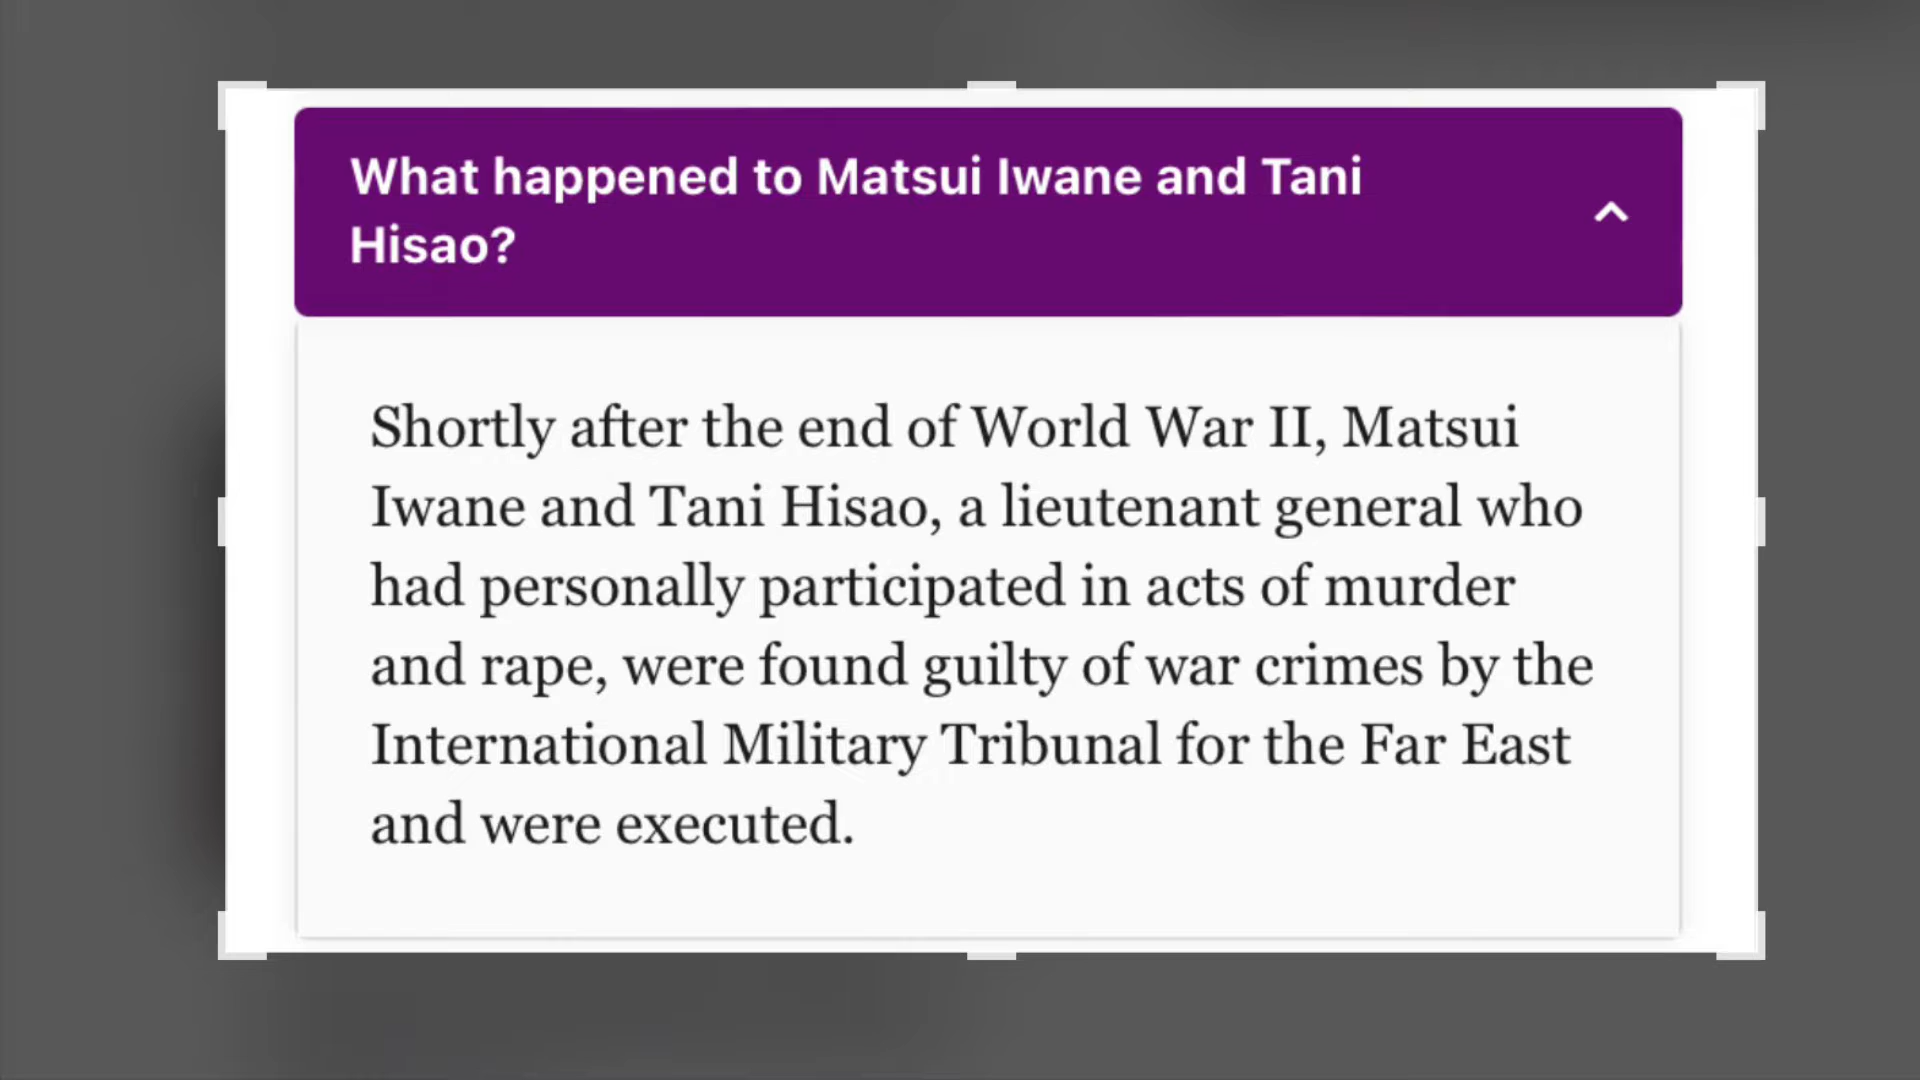 What happened to Matsui Iwane and Tani
Hisao?
Shortly after the end of World War II, Matsui
Iwane and Tani Hisao, a lieutenant general who
had personally participated in acts of murder
and rape, were found guilty of war crimes by the
International Military Tribunal for the Far East
and were executed.